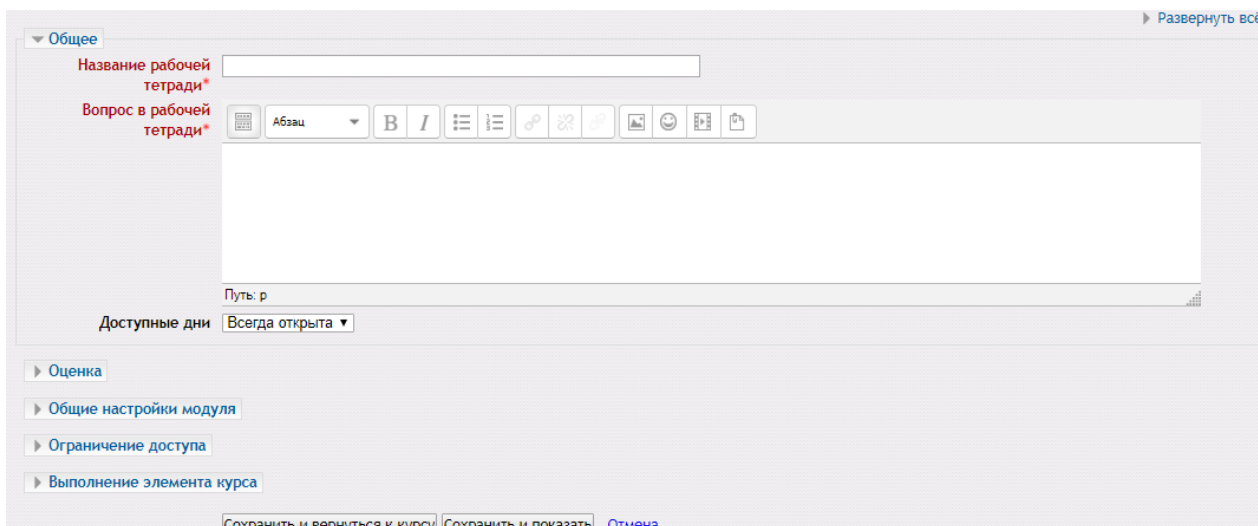 Развернуть всё
Общее
Название рабочей
тетради*
Вопрос в рабочей
тетради*
Абзац
B I
Путь: p
Доступные дни Всегда открыта
Оценка
Общие настройки модуля
Ограничение доступа
Выполнение элемента курса
Сохранить и вернуться к курсу Сохранить и показать Отмена